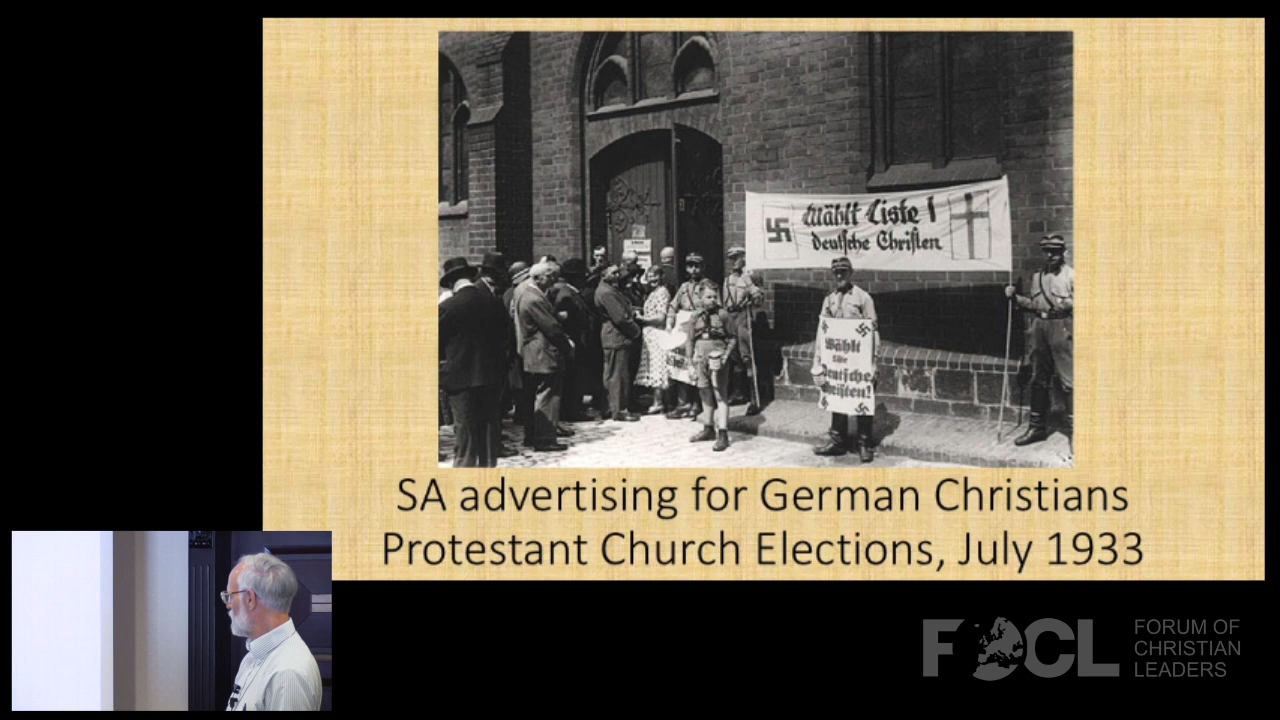 Wählt Liste 1
Deutsche Christen
Wählt
Liste
Deutsche
Christen!
SA advertising for German Christians
Protestant Church Elections, July 1933
FOCL
FORUM OF
CHRISTIAN
LEADERS